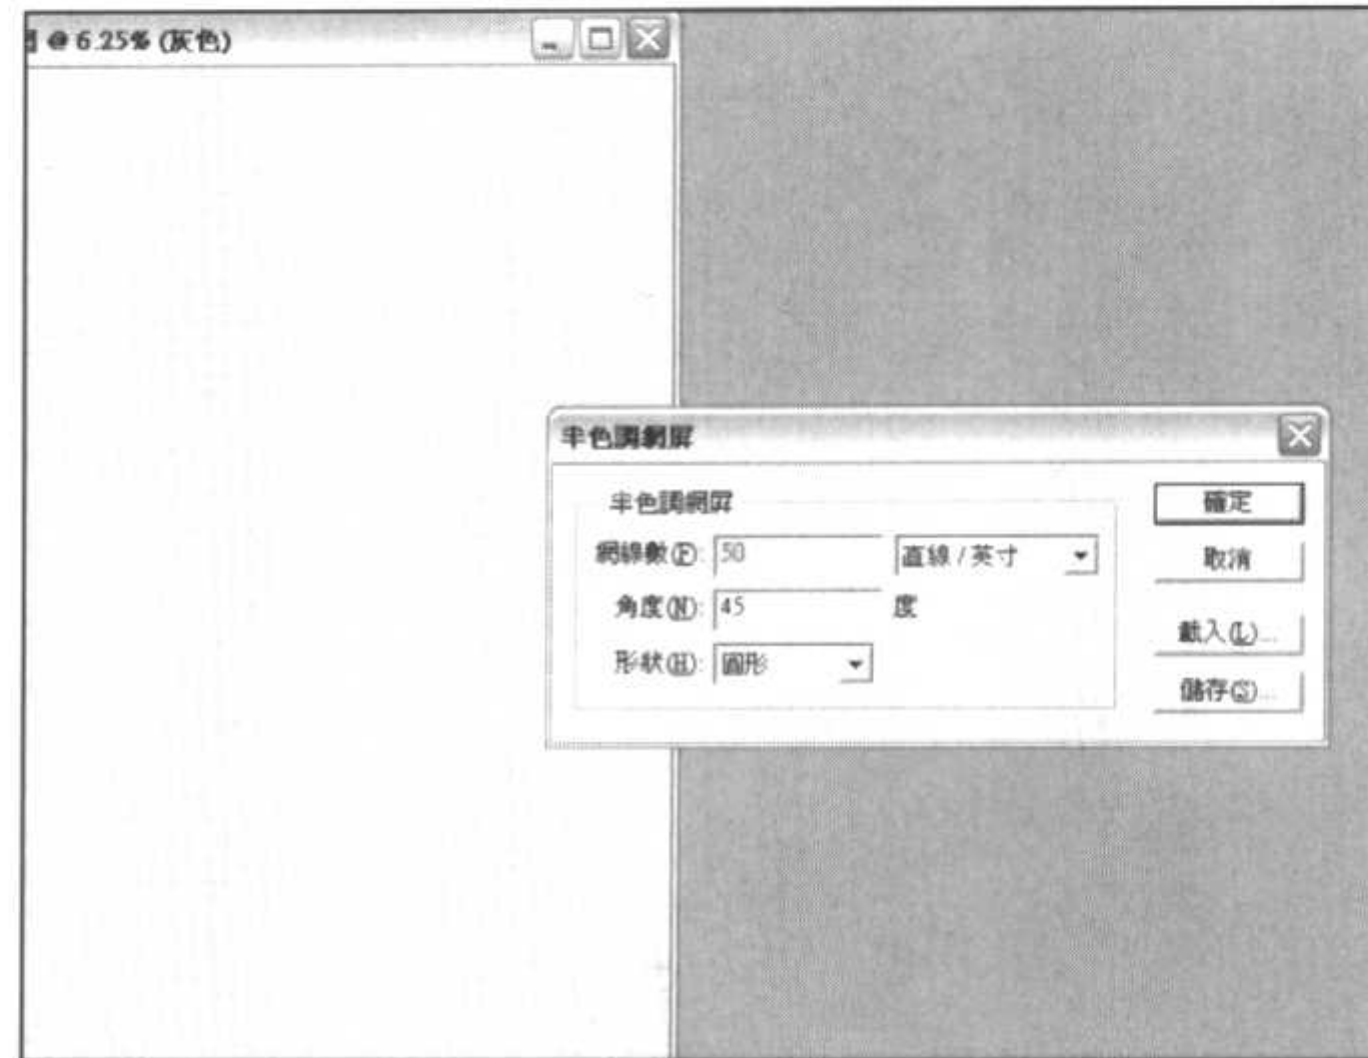 @ 6.25% (灰色)
半色調網屏
半色調網屏
網線數(F): 50 直線 / 英寸
角度(N): 45 度
形狀(H): 圓形
確定
取消
載入(L)...
儲存(S)...